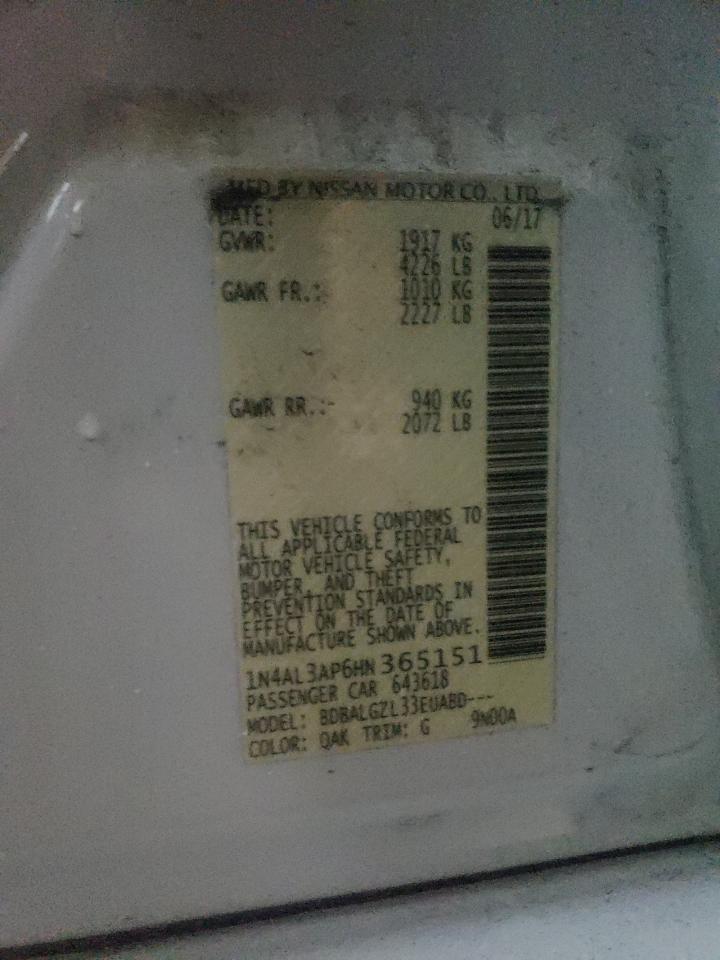 MFD BY NISSAN MOTOR CO., LTD.
DATE: 06/17
GVWR: 1917 KG
4226 LB
GAWR FR.:- 1010 KG
2227 LB
GAWR RR.:- 940 KG
2072 LB
THIS VEHICLE CONFORMS TO
ALL APPLICABLE FEDERAL
MOTOR VEHICLE SAFETY,
BUMPER, AND THEFT
PREVENTION STANDARDS IN
EFFECT ON THE DATE OF
MANUFACTURE SHOWN ABOVE.
1N4AL3AP6HN365151
PASSENGER CAR 643618
MODEL: BDBALGZL33EUABD---
COLOR: QAK TRIM: G 9N00A